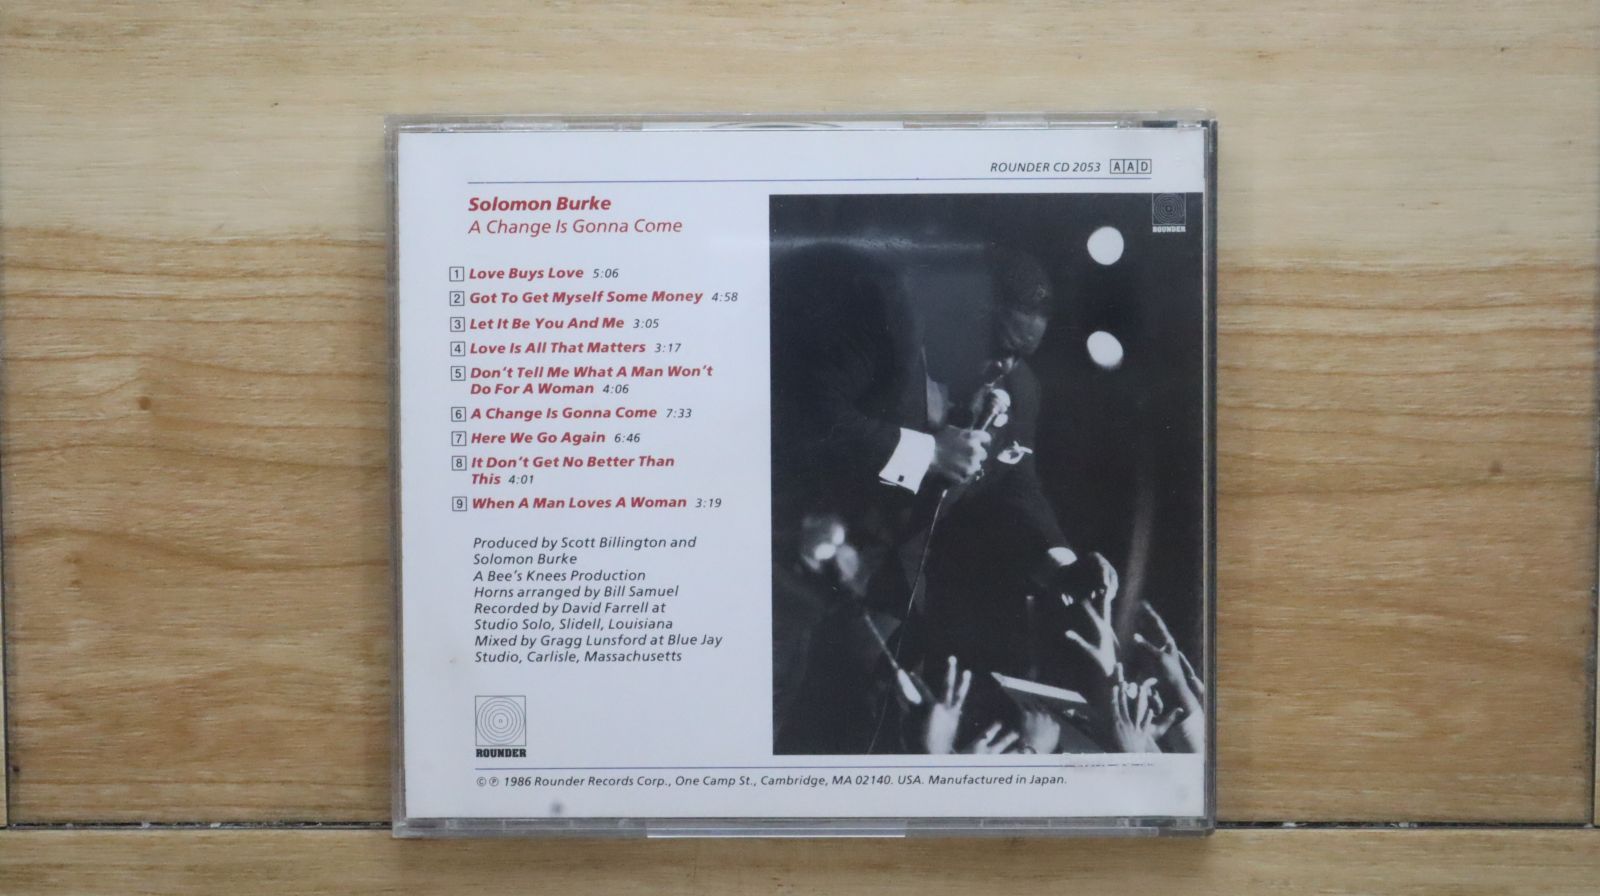 ROUNDER CD 2053 AAD
Solomon Burke
A Change Is Gonna Come
1 Love Buys Love 5:06
2 Got To Get Myself Some Money 4:58
3 Let It Be You And Me 3:05
4 Love Is All That Matters 3:17
5 Don't Tell Me What A Man Won't
Do For A Woman 4:06
6 A Change Is Gonna Come 7:33
7 Here We Go Again 6:46
8 It Don't Get No Better Than
This 4:01
9 When A Man Loves A Woman 3:19
Produced by Scott Billington and
Solomon Burke
A Bee's Knees Production
Horns arranged by Bill Samuel
Recorded by David Farrell at
Studio Solo, Slidell, Louisiana
Mixed by Gragg Lunsford at Blue Jay
Studio, Carlisle, Massachusetts
ROUNDER
ROUNDER
© ℗ 1986 Rounder Records Corp., One Camp St., Cambridge, MA 02140. USA. Manufactured in Japan.